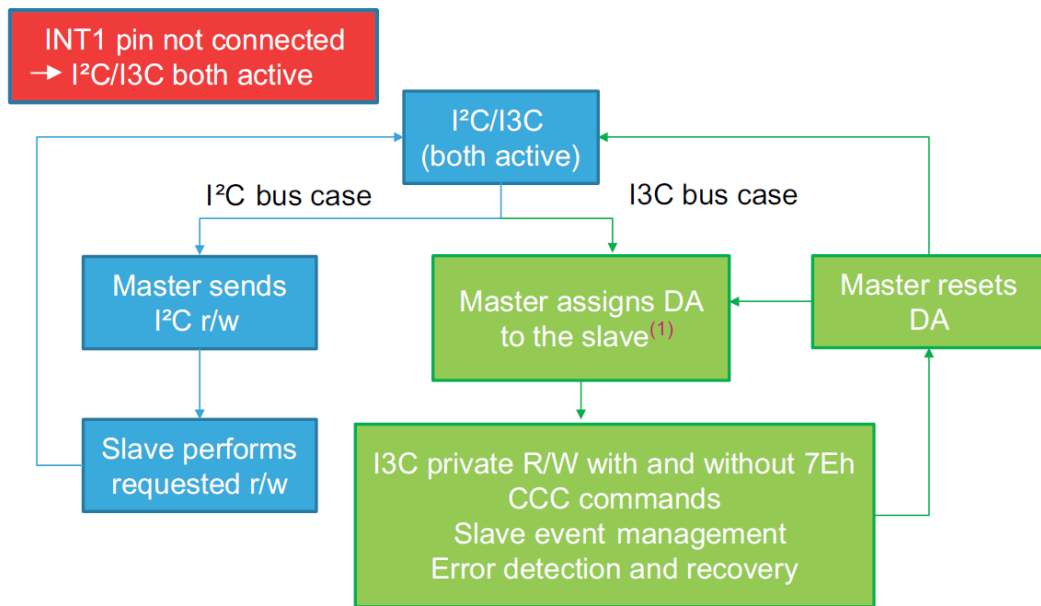 INT1 pin not connected
→ I²C/I3C both active
I²C/I3C
(both active)
I²C bus case
I3C bus case
Master sends
I²C r/w
Master assigns DA
to the slave(1)
Master resets
DA
Slave performs
requested r/w
I3C private R/W with and without 7Eh
CCC commands
Slave event management
Error detection and recovery